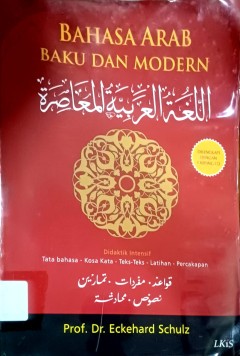 BAHASA ARAB
BAKU DAN MODERN
اللغة العربية المعاصرة
Didaktik Intensif
Tata bahasa - Kosa Kata - Teks-Teks - Latihan - Percakapan
قواعد، مفردات، تمارين
نصوص، محادثة
Prof. Dr. Eckehard Schulz
LKiS